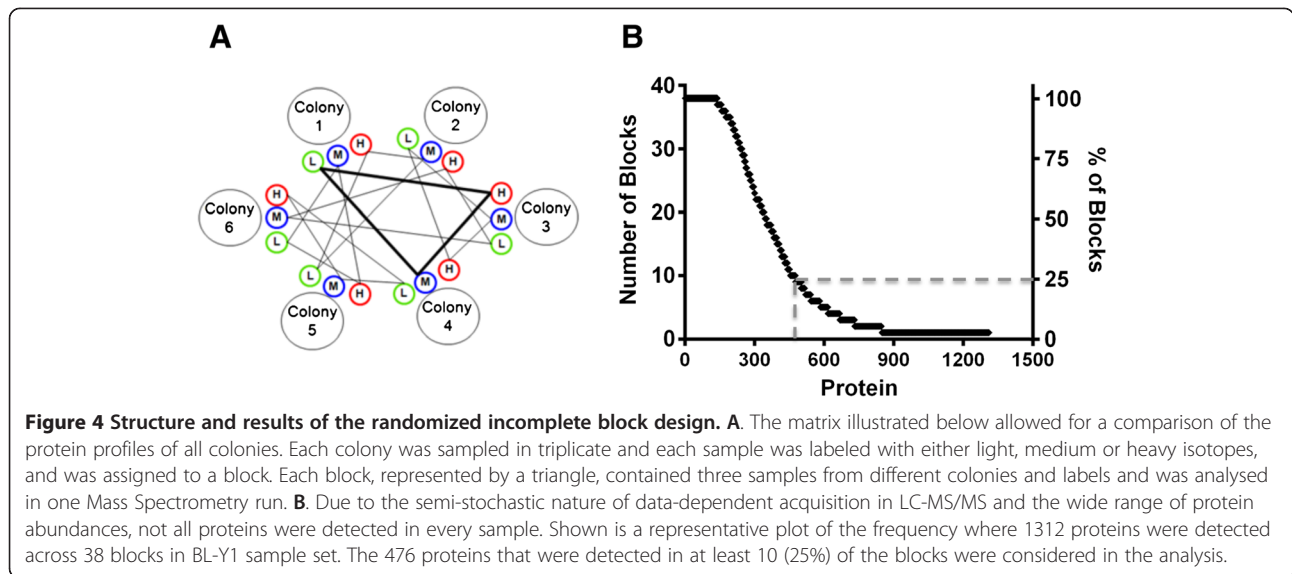 A
Colony 1
L
M
H
Colony 2
L
M
H
Colony 3
H
M
L
Colony 4
H
M
L
Colony 5
L
M
H
Colony 6
H
M
L
B
Number of Blocks
40
30
20
10
0
% of Blocks
100
75
50
25
0
0 300 600 900 1200 1500
Protein
Figure 4 Structure and results of the randomized incomplete block design. A. The matrix illustrated below allowed for a comparison of the
protein profiles of all colonies. Each colony was sampled in triplicate and each sample was labeled with either light, medium or heavy isotopes,
and was assigned to a block. Each block, represented by a triangle, contained three samples from different colonies and labels and was analysed
in one Mass Spectrometry run. B. Due to the semi-stochastic nature of data-dependent acquisition in LC-MS/MS and the wide range of protein
abundances, not all proteins were detected in every sample. Shown is a representative plot of the frequency where 1312 proteins were detected
across 38 blocks in BL-Y1 sample set. The 476 proteins that were detected in at least 10 (25%) of the blocks were considered in the analysis.